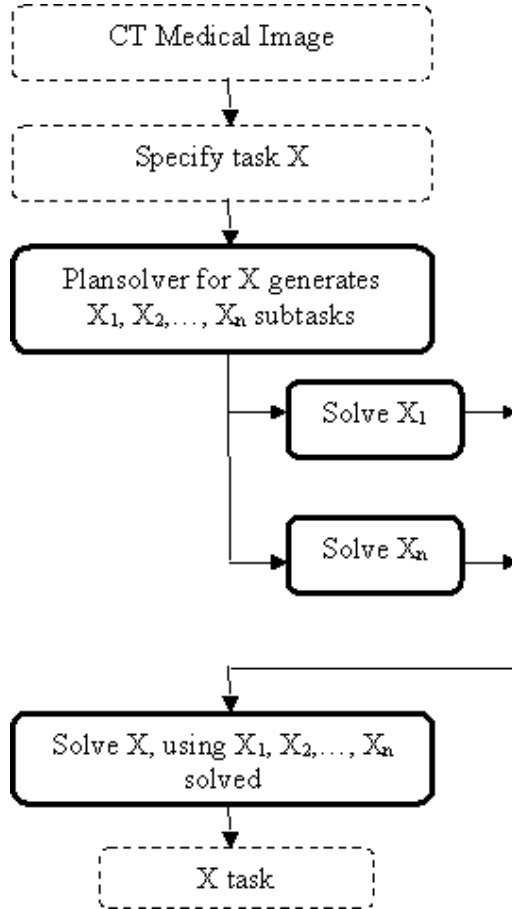 CT Medical Image
Specify task X
Plansolver for X generates
X₁, X₂,..., Xₙ subtasks
Solve X₁
Solve Xₙ
Solve X, using X₁, X₂,..., Xₙ
solved
X task